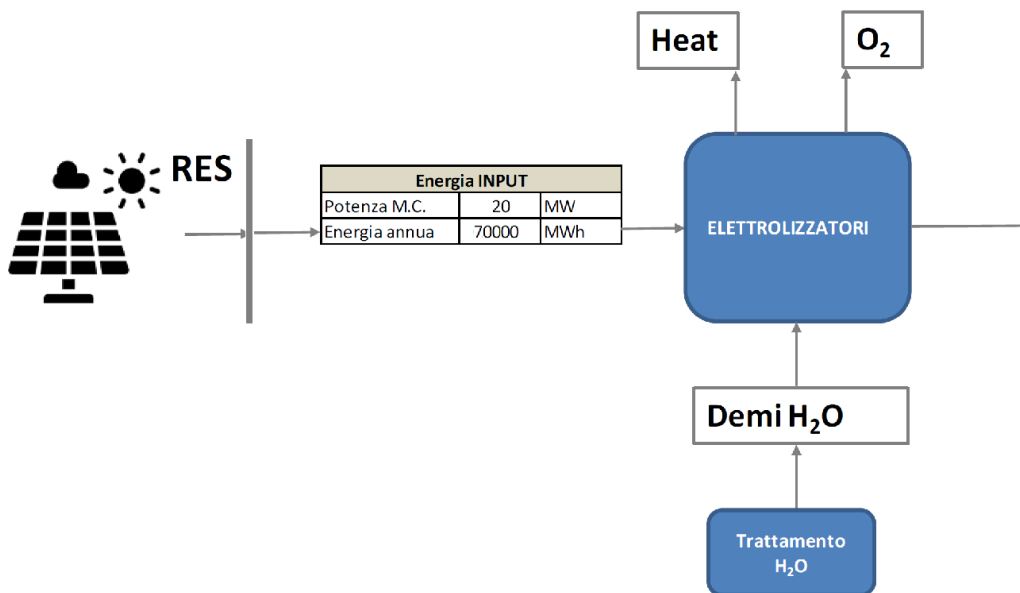 Heat
O₂
RES
Energia INPUT
Potenza M.C. 20 MW
Energia annua 70000 MWh
ELETTROLIZZATORI
Demi H₂O
Trattamento
H₂O